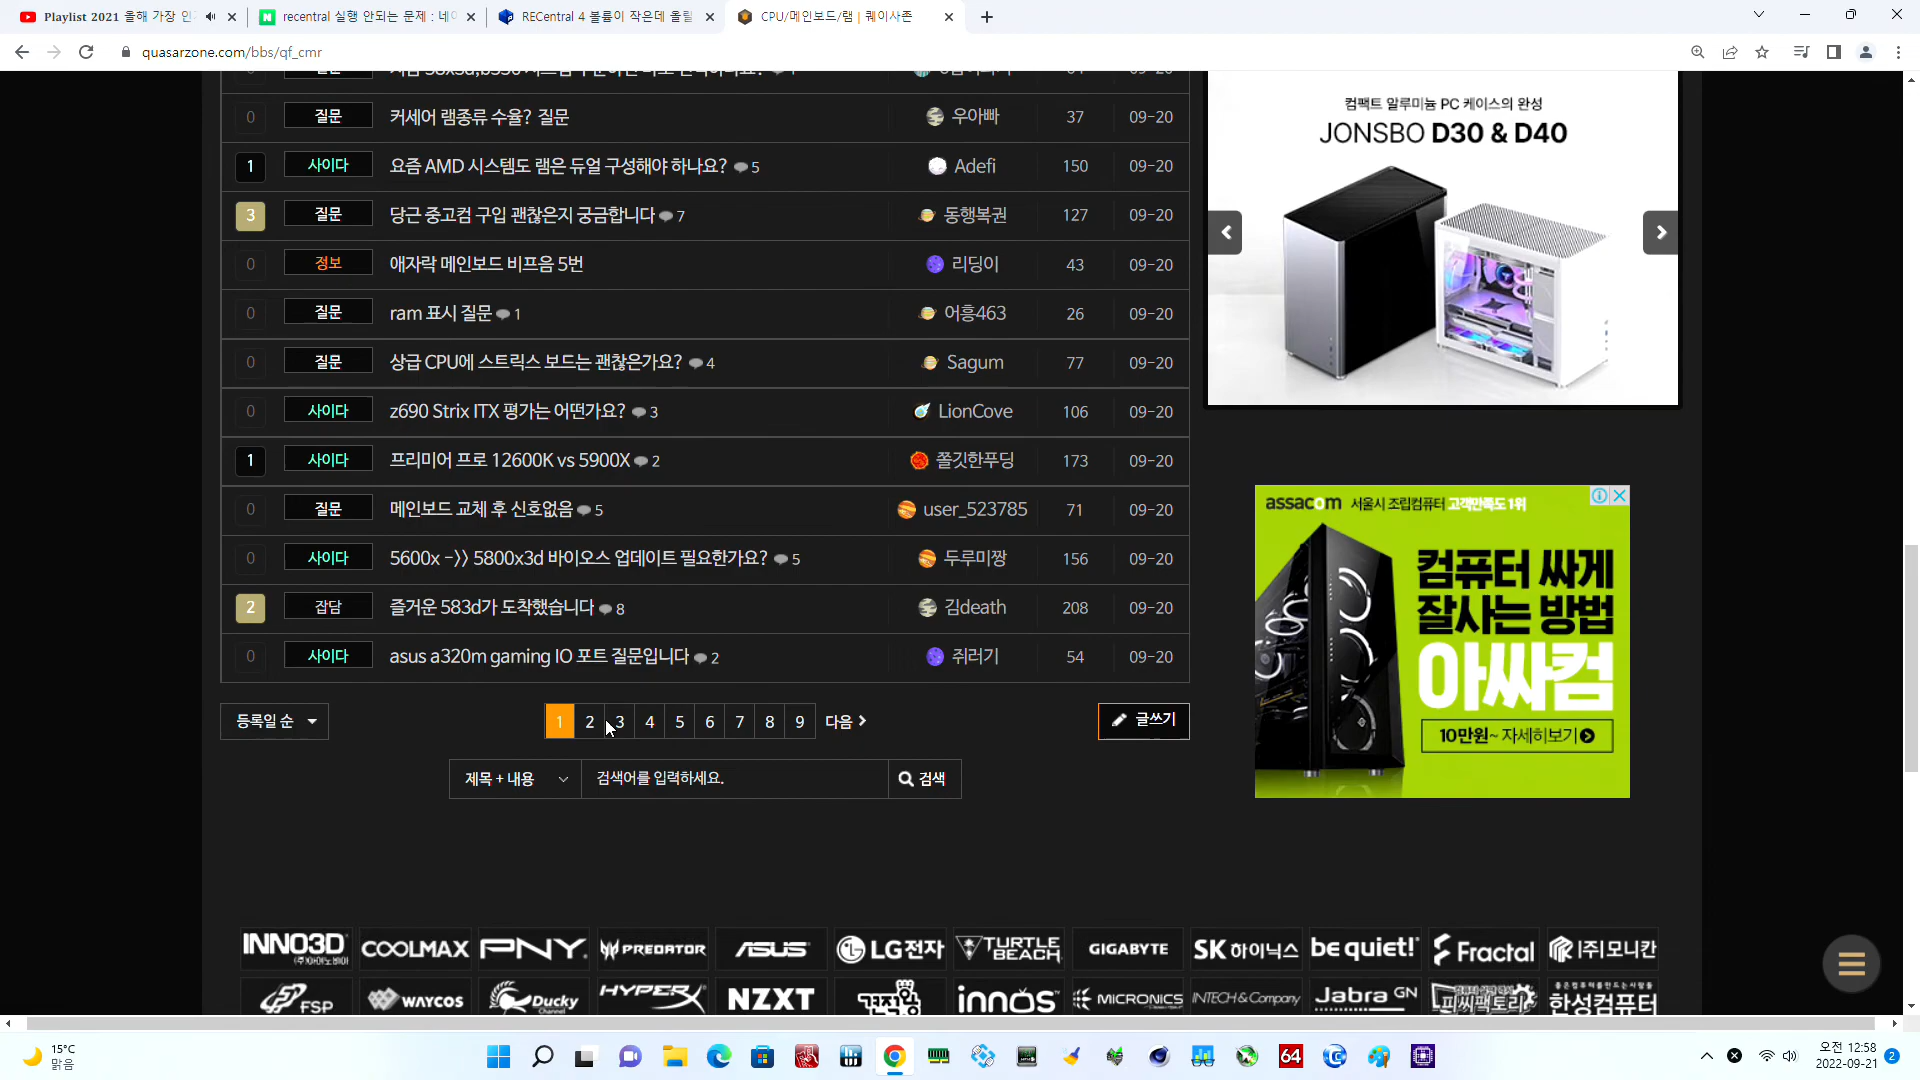 Playlist 2021 올해 가장 인
recentral 실행 안되는 문제 : 네이
RECentral 4 볼륨이 작은데 올릴
CPU/메인보드/램 | 퀘이사존
quasarzone.com/bbs/qf_cmr
0 질문 커세어 램종류 수율? 질문 우아빠 37 09-20
1 사이다 요즘 AMD 시스템도 램은 듀얼 구성해야 하나요? 5 Adefi 150 09-20
3 질문 당근 중고컴 구입 괜찮은지 궁금합니다 7 동행복권 127 09-20
0 정보 애자락 메인보드 비프음 5번 리딩이 43 09-20
0 질문 ram 표시 질문 1 어흥463 26 09-20
0 질문 상급 CPU에 스트릭스 보드는 괜찮은가요? 4 Sagum 77 09-20
0 사이다 z690 Strix ITX 평가는 어떤가요? 3 LionCove 106 09-20
1 사이다 프리미어 프로 12600K vs 5900X 2 쫄깃한푸딩 173 09-20
0 질문 메인보드 교체 후 신호없음 5 user_523785 71 09-20
0 사이다 5600x -》 5800x3d 바이오스 업데이트 필요한가요? 5 두루미짱 156 09-20
2 잡담 즐거운 583d가 도착했습니다 8 김death 208 09-20
0 사이다 asus a320m gaming IO 포트 질문입니다 2 쥐러기 54 09-20
등록일 순
1 2 3 4 5 6 7 8 9 다음
글쓰기
제목 + 내용
검색어를 입력하세요.
검색
컴팩트 알루미늄 PC 케이스의 완성
JONSBO D30 & D40
assacom 서울시 조립컴퓨터 고객만족도 1위
컴퓨터 싸게
잘사는 방법
아싸컴
10만원~ 자세히보기
INNO3D COOLMAX PNY. PREDATOR ASUS LG전자 TURTLE BEACH. GIGABYTE SK하이닉스 be quiet! Fractal (주)모니칸
FSP WAYCOS Ducky Channel HYPERX NZXT innos MICRONICS INTECH & Company Jabra GN 피씨팩토리 한성컴퓨터
15°C
맑음
64
오전 12:58
2022-09-21
2